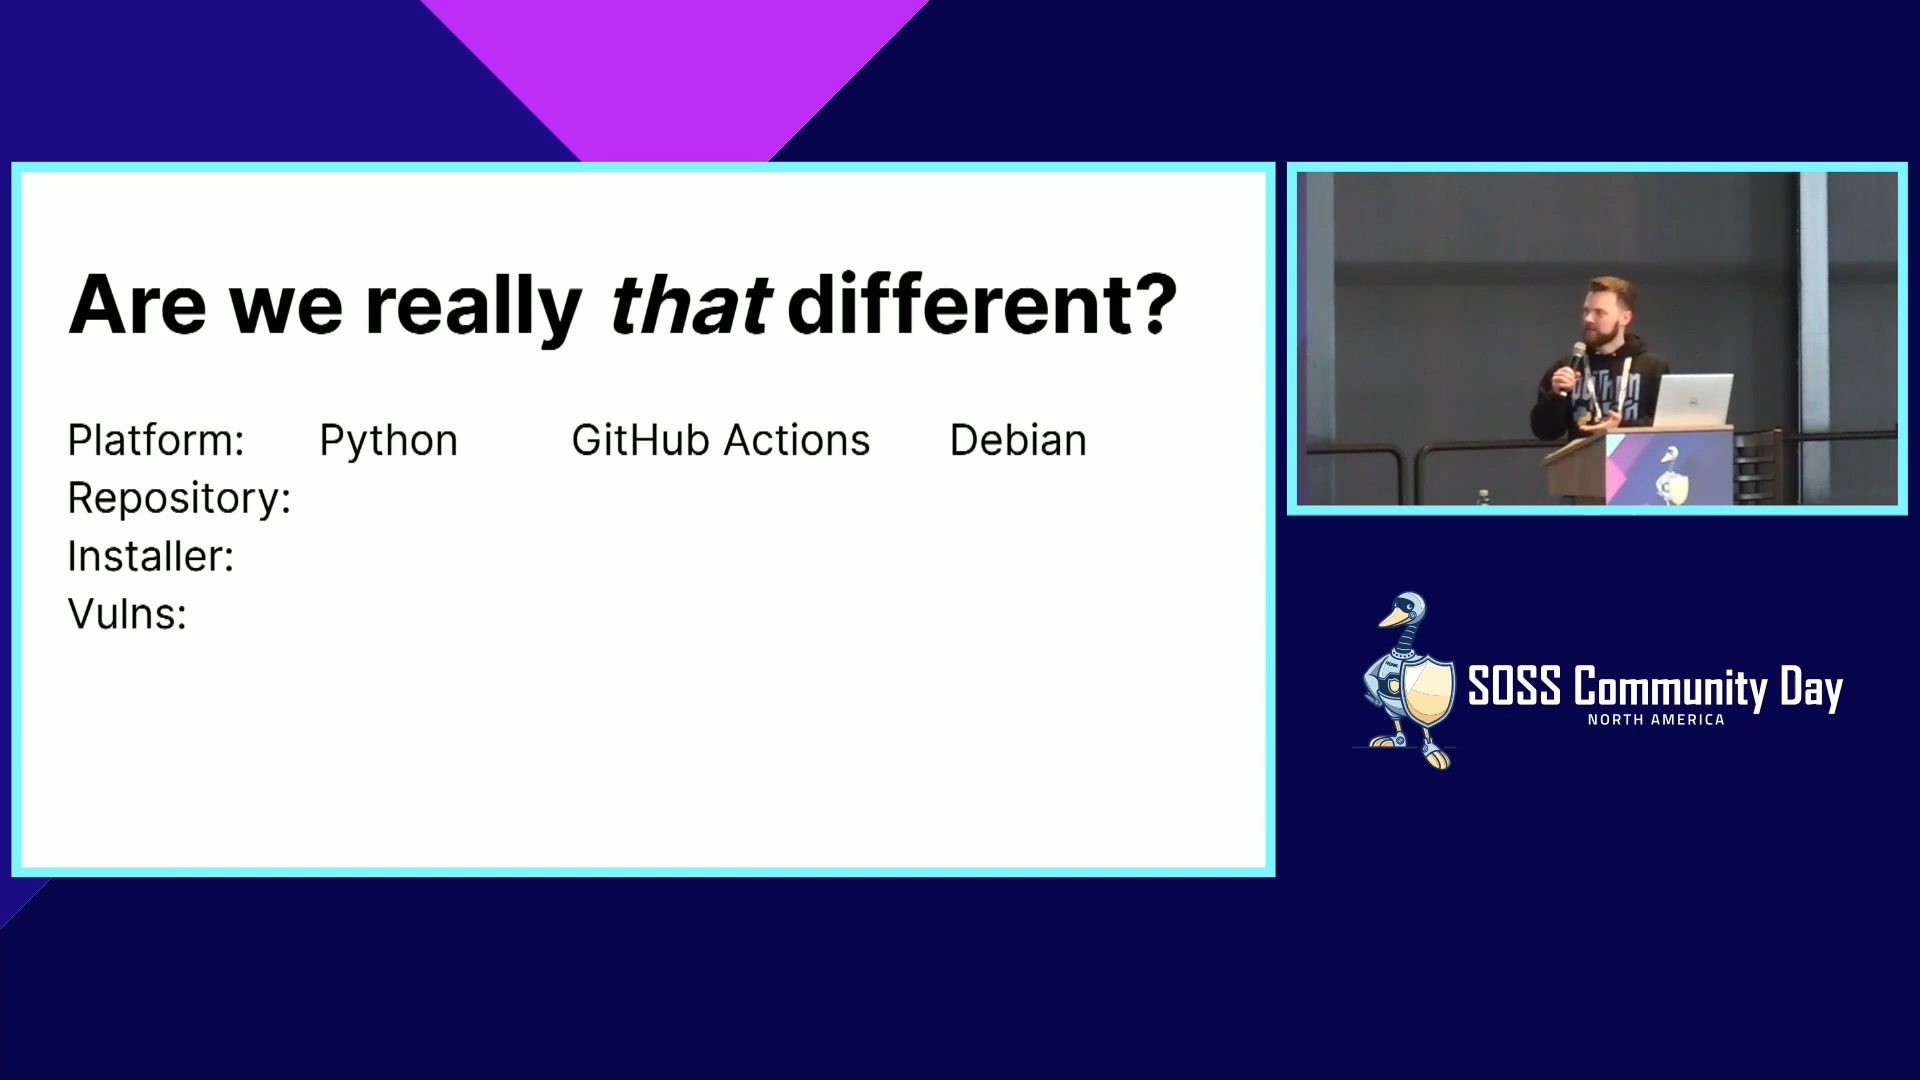 Are we really that different?
Platform: Python GitHub Actions Debian
Repository:
Installer:
Vulns:
SOSS Community Day
NORTH AMERICA